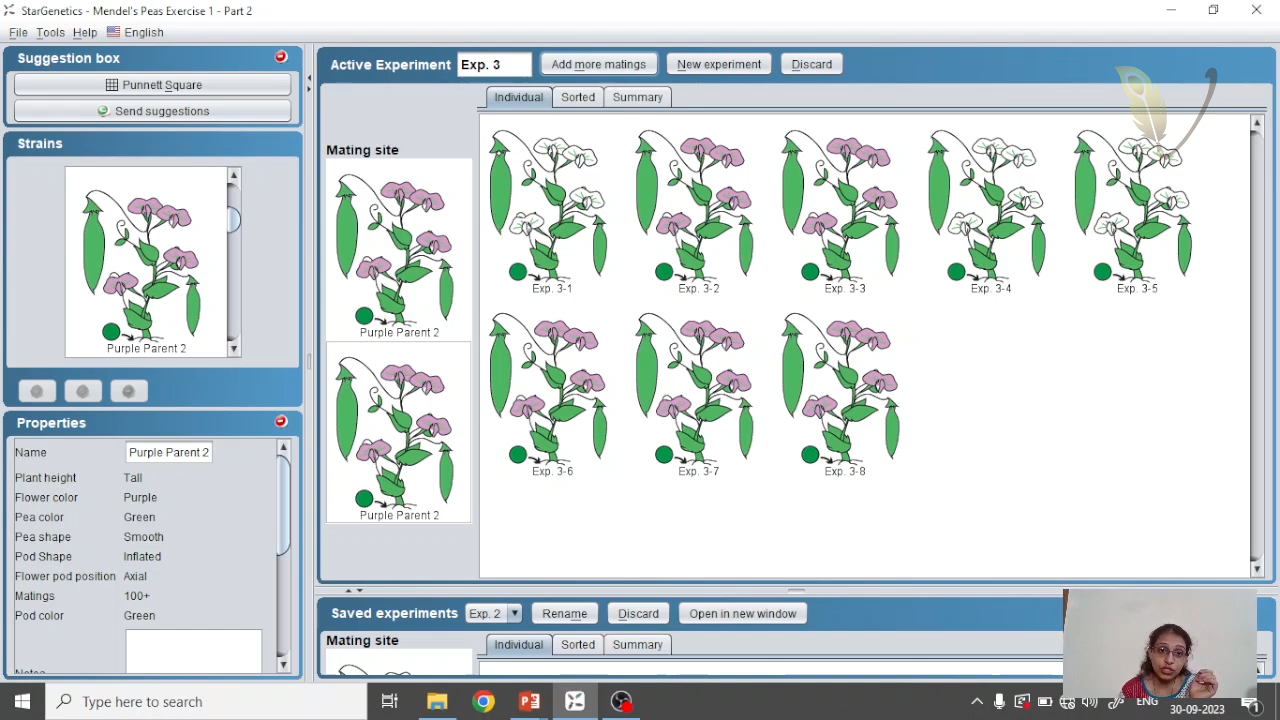 StarGenetics - Mendel's Peas Exercise 1 - Part 2
File Tools Help English
Suggestion box
Punnett Square
Send suggestions
Strains
Purple Parent 2
Properties
Name Purple Parent 2
Plant height Tall
Flower color Purple
Pea color Green
Pea shape Smooth
Pod Shape Inflated
Flower pod position Axial
Matings 100+
Pod color Green
Active Experiment Exp. 3 Add more matings New experiment Discard
Individual Sorted Summary
Mating site
Purple Parent 2
Purple Parent 2
Exp. 3-1 Exp. 3-2 Exp. 3-3 Exp. 3-4 Exp. 3-5
Exp. 3-6 Exp. 3-7 Exp. 3-8
Saved experiments Exp. 2 Rename Discard Open in new window
Individual Sorted Summary
Mating site
Type here to search
ENG
30-09-2023
1